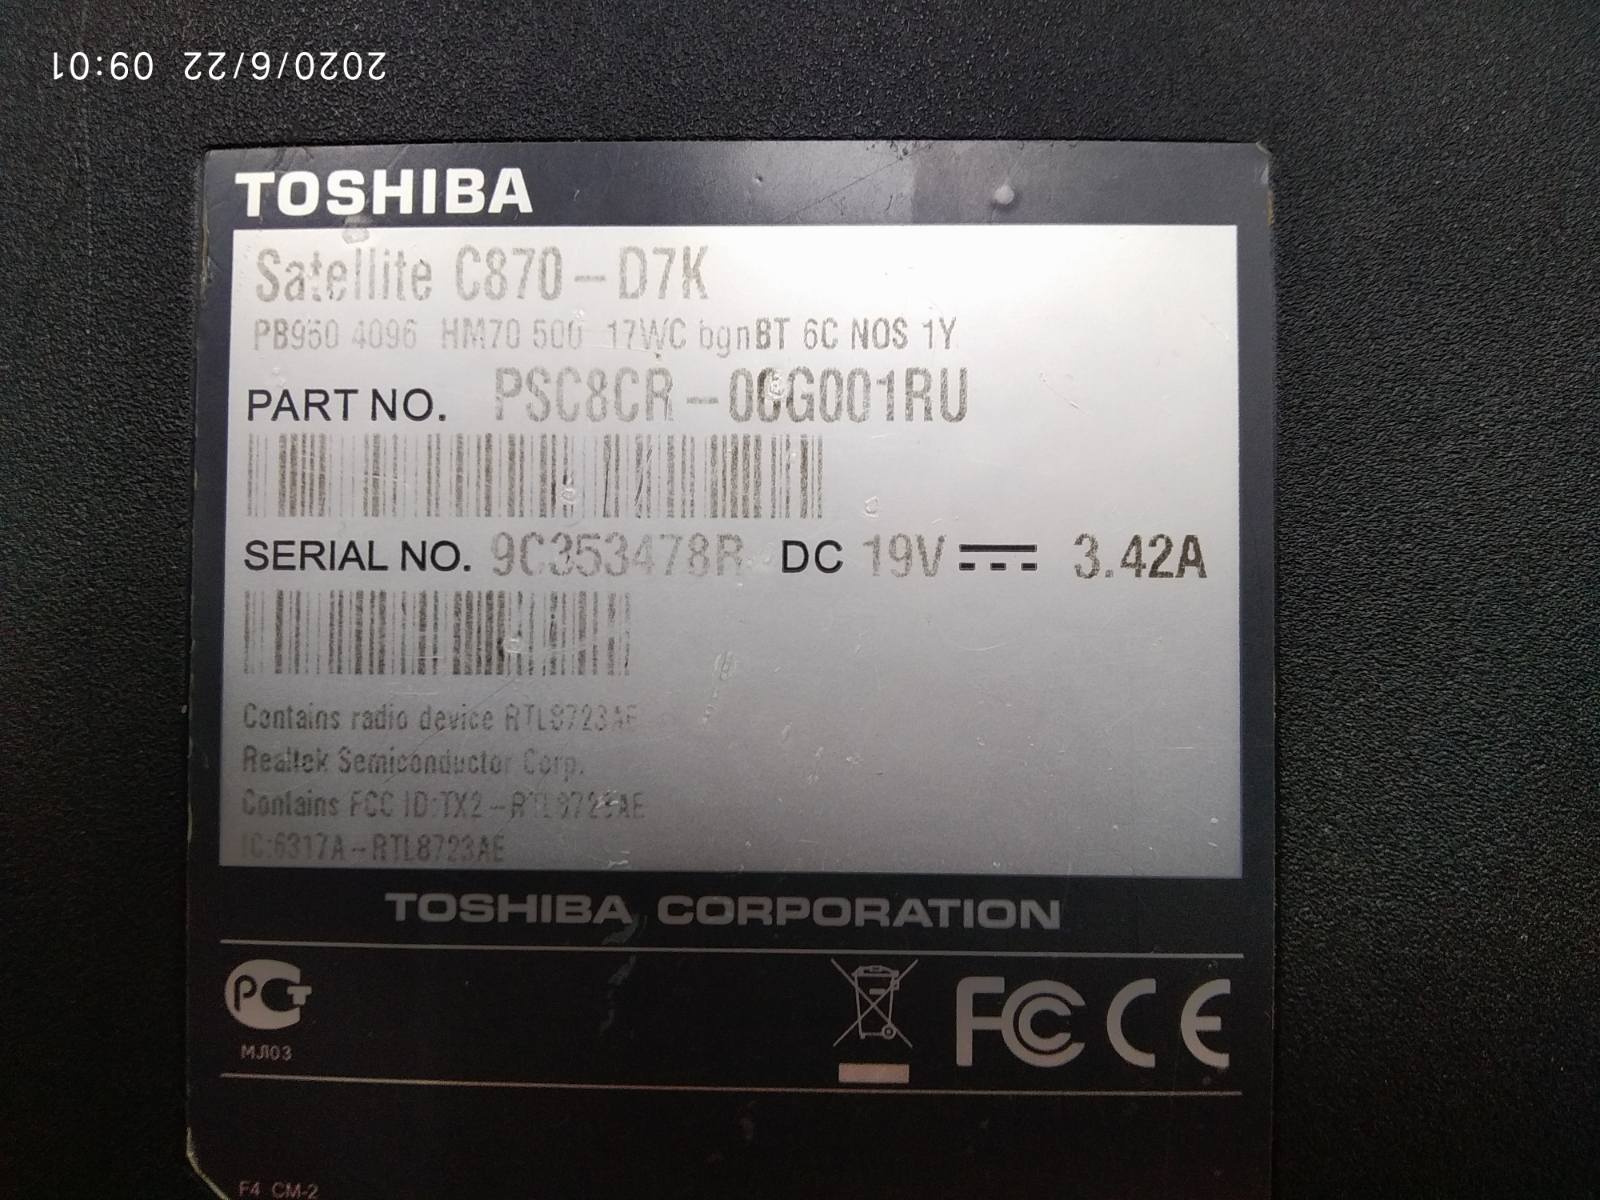 2020/6/22 09:01
TOSHIBA
Satellite C870-D7K
PB960 4096 HM70 500 17WC bgnBT 6C NOS 1Y
PART NO. PSC8CR-00G001RU
SERIAL NO. 9C353478R DC 19V 3.42A
Contains radio device RTL8723AE
Realtek Semiconductor Corp.
Contains FCC ID:TX2-RTL8723AE
IC:6317A-RTL8723AE
TOSHIBA CORPORATION
РСТ
МЛ03
FC CE
F4 CM-2